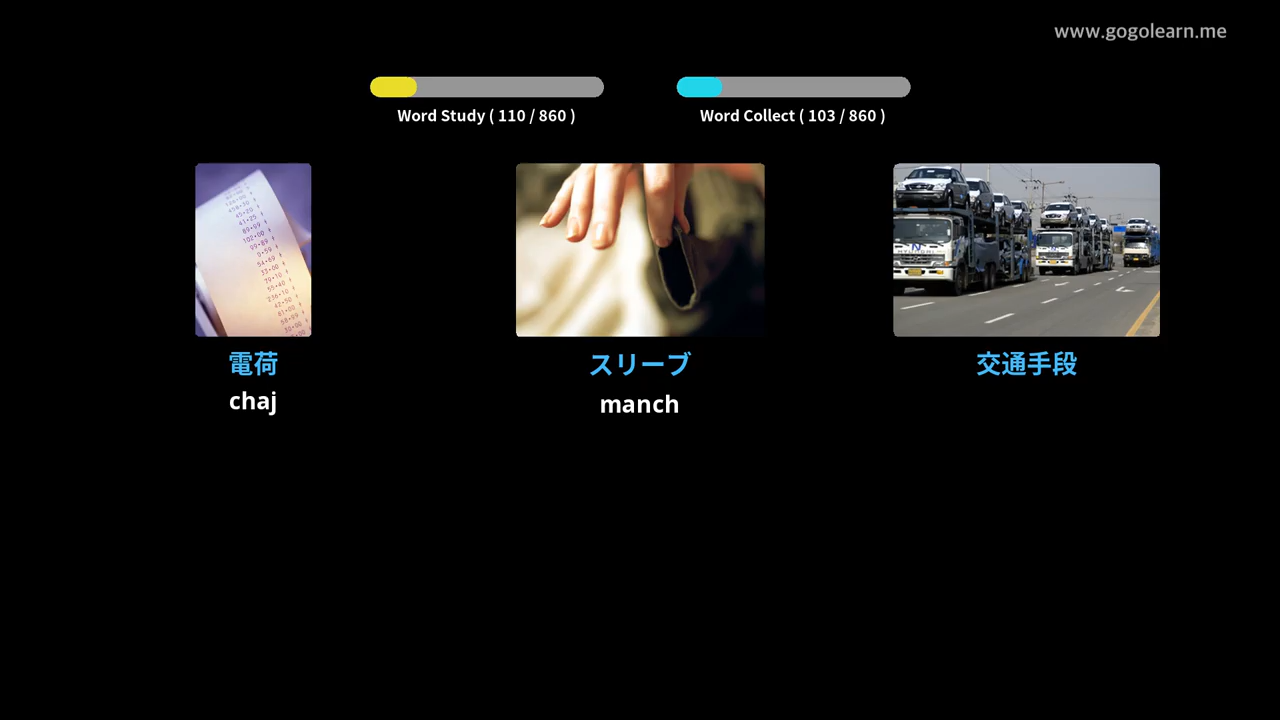 www.gogolearn.me
Word Study ( 110 / 860 )
Word Collect ( 103 / 860 )
電荷
スリーブ
交通手段
chaj
manch